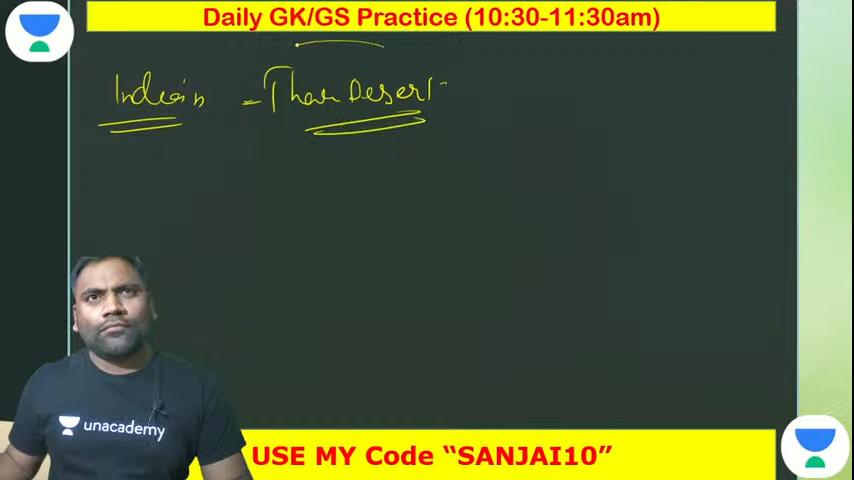 Daily GK/GS Practice (10:30-11:30am)
Indian = Thar Desert
unacademy
USE MY Code “SANJAI10”